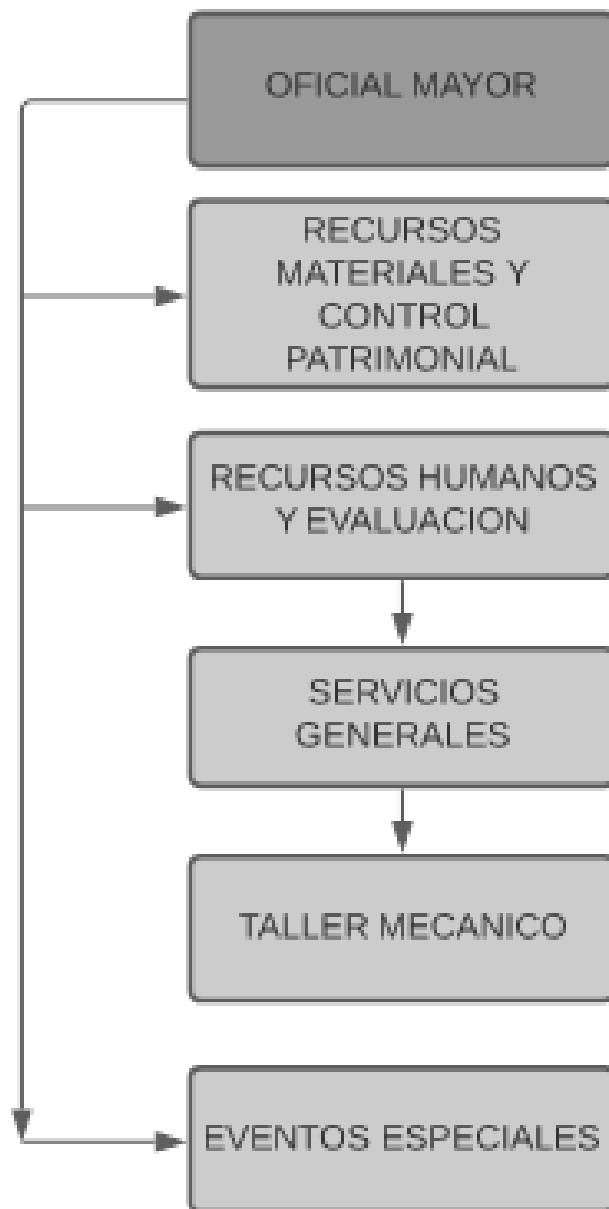 OFICIAL MAYOR
RECURSOS
MATERIALES Y
CONTROL
PATRIMONIAL
RECURSOS HUMANOS
Y EVALUACION
SERVICIOS
GENERALES
TALLER MECANICO
EVENTOS ESPECIALES